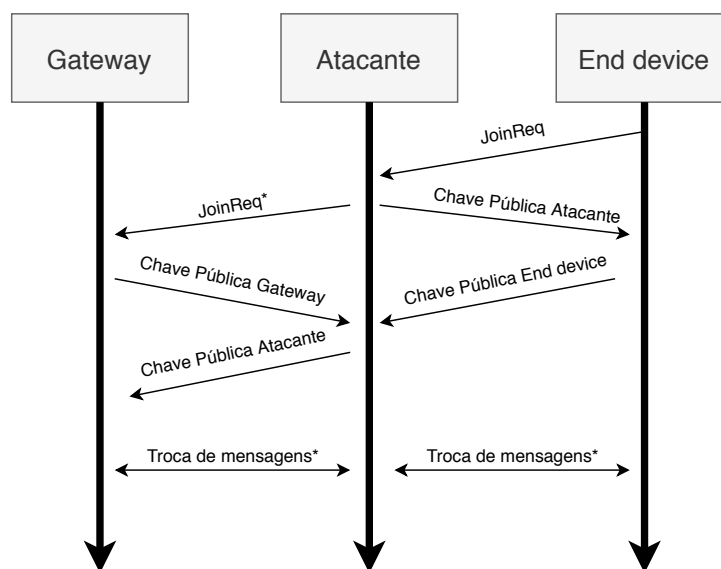 Gateway
Atacante
End device
JoinReq
JoinReq*
Chave Pública Atacante
Chave Pública Gateway
Chave Pública End device
Chave Pública Atacante
Troca de mensagens*
Troca de mensagens*